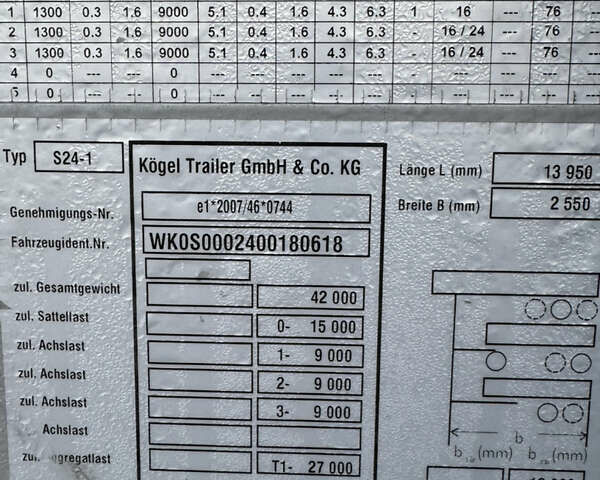 1 1300 0.3 1.6 9000 5.1 0.4 1.6 4.3 6.3 1 16 --- 76
2 1300 0.3 1.6 9000 5.1 0.4 1.6 4.3 6.3 - 16 / 24 --- 76
3 1300 0.3 1.6 9000 5.1 0.4 1.6 4.3 6.3 - 16 / 24 --- 76
4 0 --- --- 0 --- --- --- --- --- - --- --- ---
5 0 --- --- 0 --- --- --- --- --- - --- --- ---
Typ S24-1
Kögel Trailer GmbH & Co. KG
Länge L (mm) 13 950
Genehmigungs-Nr. e1*2007/46*0744
Breite B (mm) 2 550
Fahrzeugident.Nr. WK0S0002400180618
zul. Gesamtgewicht 42 000
zul. Sattellast 0- 15 000
zul. Achslast 1- 9 000
zul. Achslast 2- 9 000
zul. Achslast 3- 9 000
Achslast
T1- 27 000
b
b (mm) b (mm)